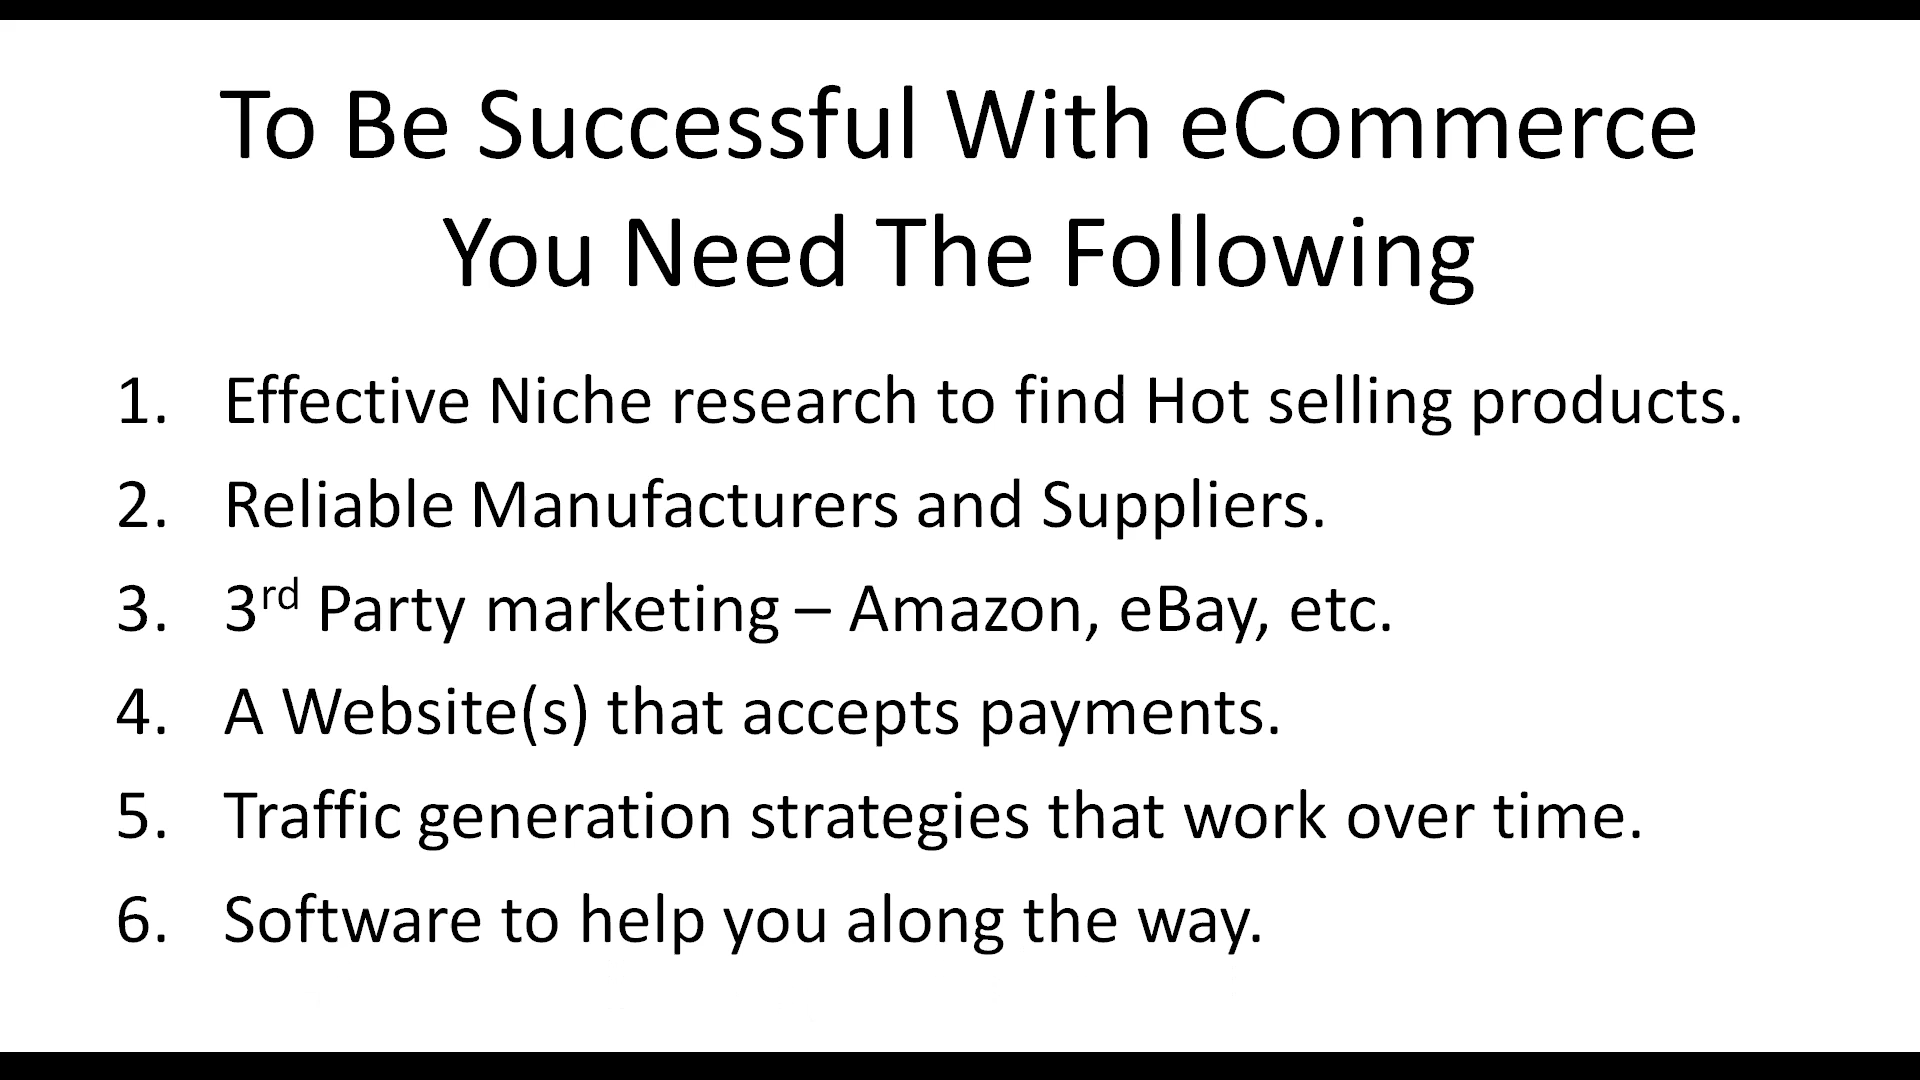 To Be Successful With eCommerce
You Need The Following
1. Effective Niche research to find Hot selling products.
2. Reliable Manufacturers and Suppliers.
3. 3rd Party marketing – Amazon, eBay, etc.
4. A Website(s) that accepts payments.
5. Traffic generation strategies that work over time.
6. Software to help you along the way.